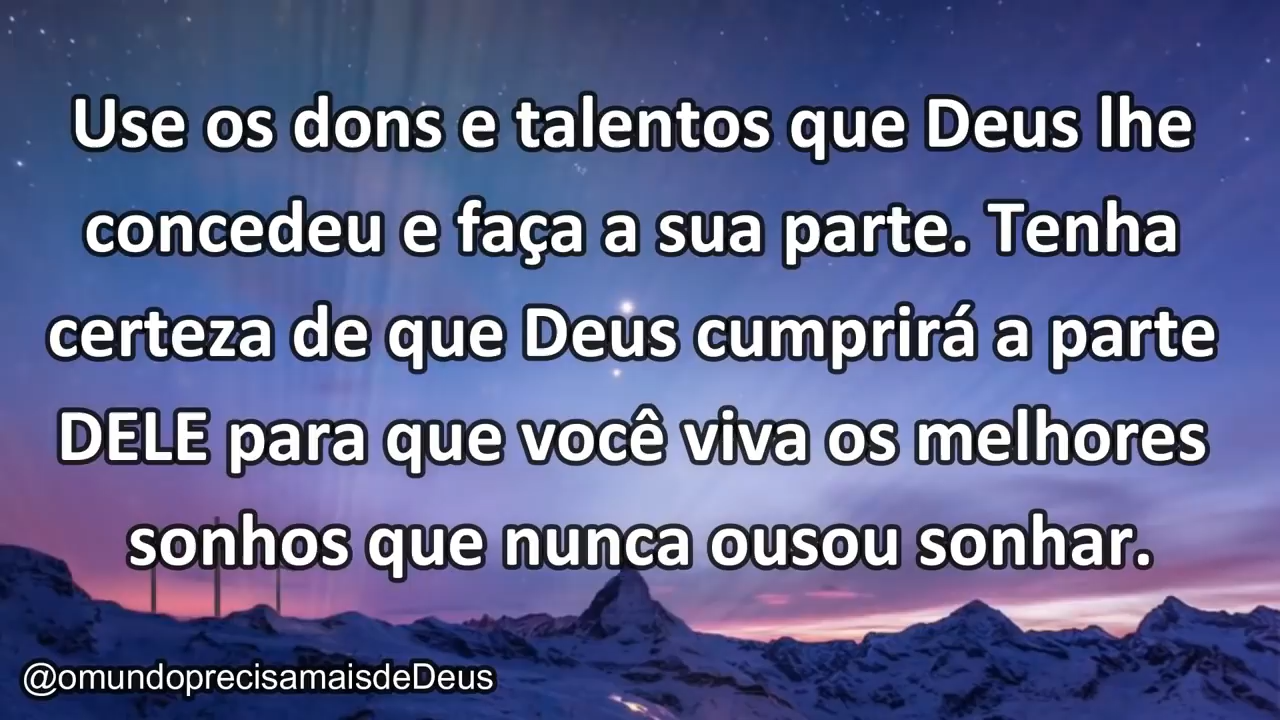 Use os dons e talentos que Deus lhe
concedeu e faça a sua parte. Tenha
certeza de que Deus cumprirá a parte
DELE para que você viva os melhores
sonhos que nunca ousou sonhar.
@omundoprecisamaisdeDeus